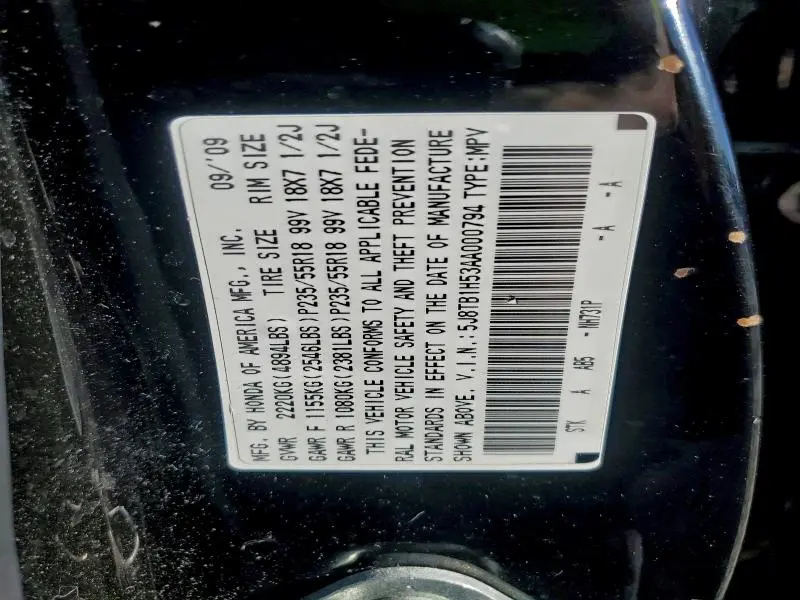 MFG. BY HONDA OF AMERICA MFG., INC. 09/'09
GVWR 2220KG(4894LBS) TIRE SIZE RIM SIZE
GAWR F 1155KG(2546LBS)P235/55R18 99V 18X7 1/2J
GAWR R 1080KG(2381LBS)P235/55R18 99V 18X7 1/2J
THIS VEHICLE CONFORMS TO ALL APPLICABLE FEDE-
RAL MOTOR VEHICLE SAFETY AND THEFT PREVENTION
STANDARDS IN EFFECT ON THE DATE OF MANUFACTURE
SHOWN ABOVE. V.I.N.:5J8TB1H53AA000794 TYPE:MPV
STK A AB5 -NH731P -A -A